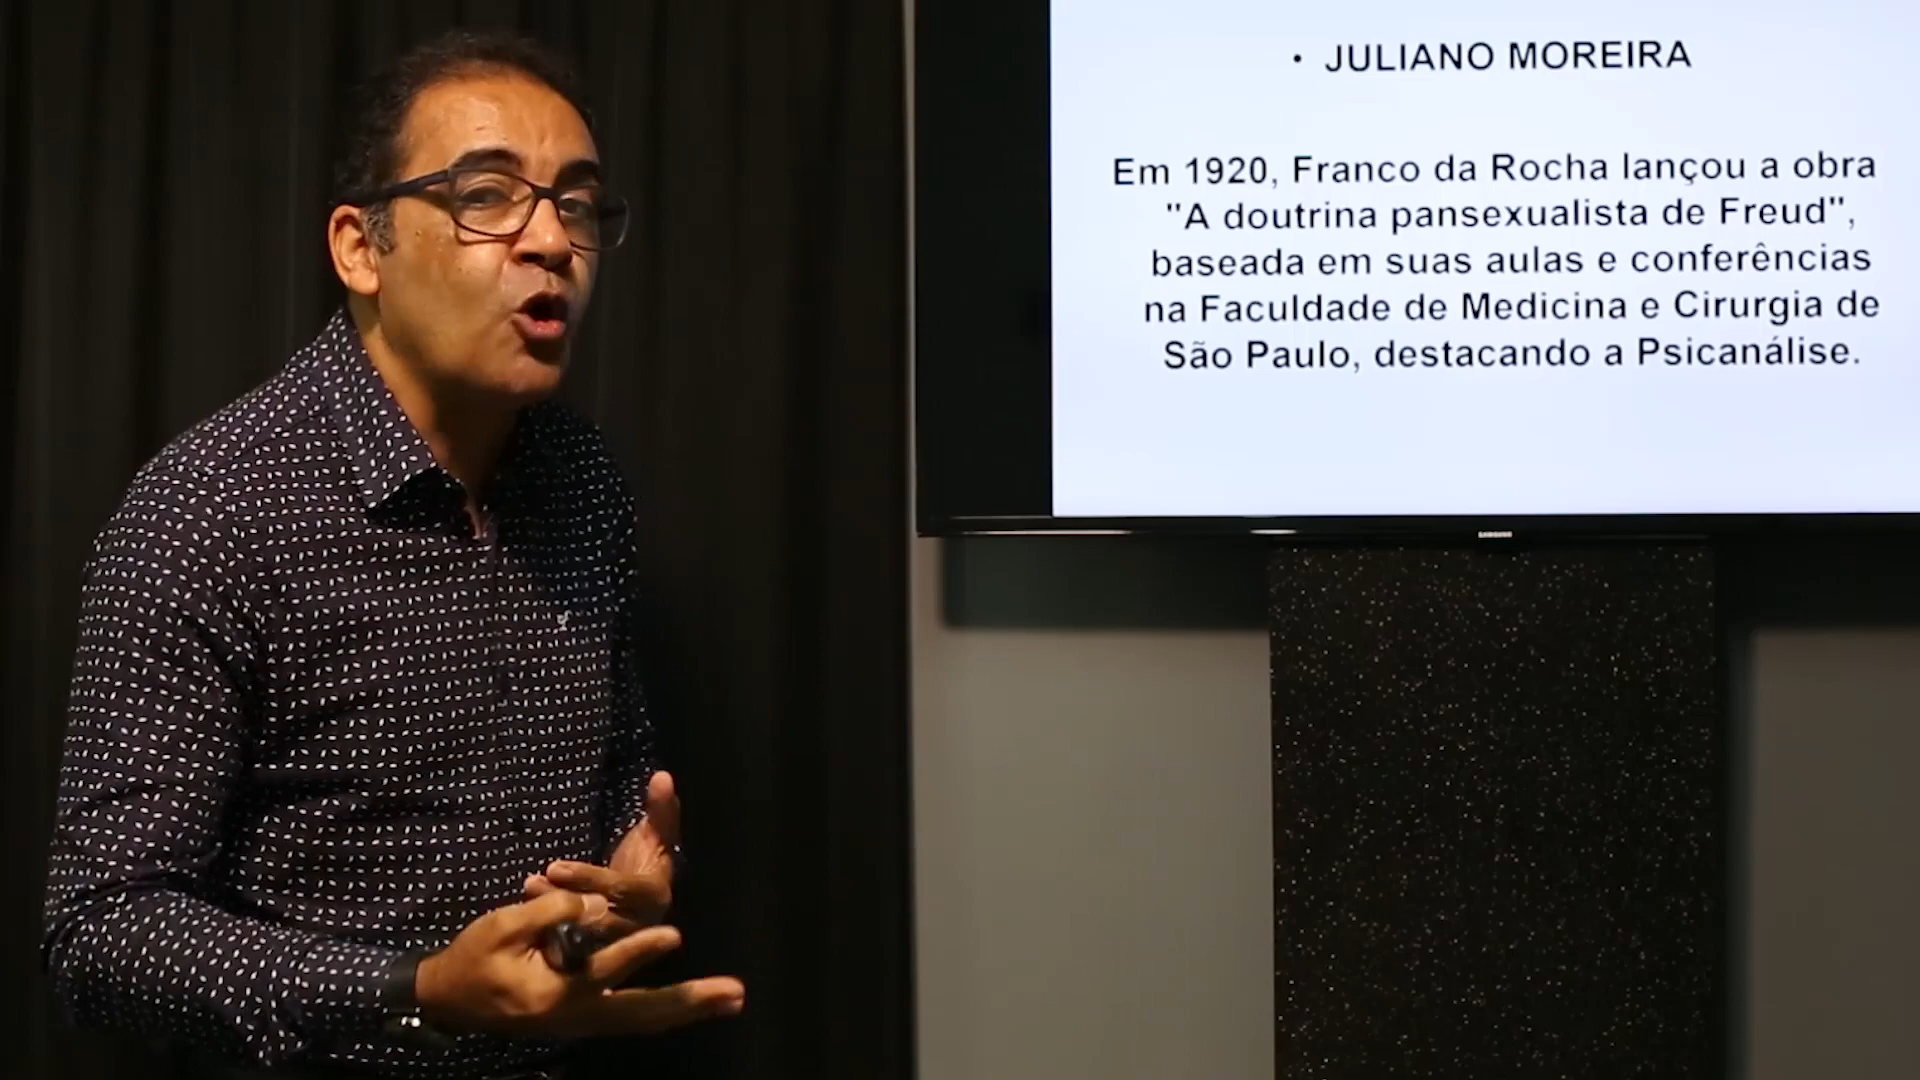 • JULIANO MOREIRA
Em 1920, Franco da Rocha lançou a obra
"A doutrina pansexualista de Freud",
baseada em suas aulas e conferências
na Faculdade de Medicina e Cirurgia de
São Paulo, destacando a Psicanálise.
SAMSUNG